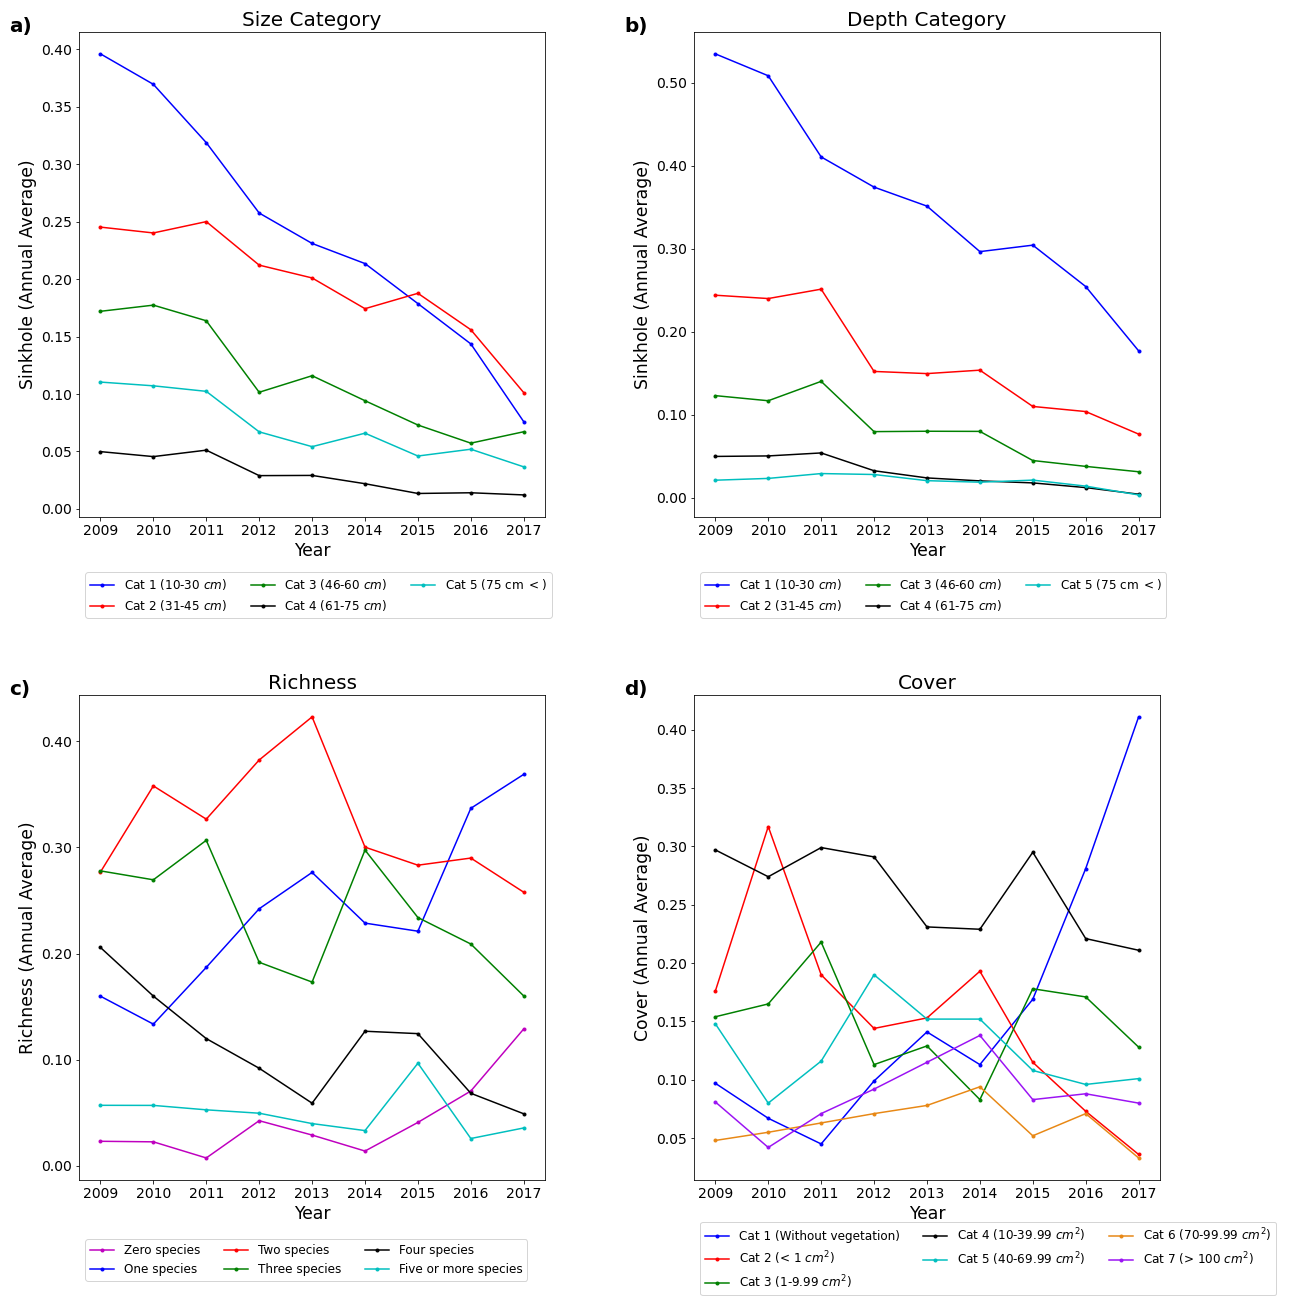 a)
Size Category
Sinkhole (Annual Average)
0.40
0.35
0.30
0.25
0.20
0.15
0.10
0.05
0.00
2009 2010 2011 2012 2013 2014 2015 2016 2017
Year
Cat 1 (10-30 cm) Cat 3 (46-60 cm) Cat 5 (75 cm <)
Cat 2 (31-45 cm) Cat 4 (61-75 cm)
b)
Depth Category
Sinkhole (Annual Average)
0.50
0.40
0.30
0.20
0.10
0.00
2009 2010 2011 2012 2013 2014 2015 2016 2017
Year
Cat 1 (10-30 cm) Cat 3 (46-60 cm) Cat 5 (75 cm <)
Cat 2 (31-45 cm) Cat 4 (61-75 cm)
c)
Richness
Richness (Annual Average)
0.40
0.30
0.20
0.10
0.00
2009 2010 2011 2012 2013 2014 2015 2016 2017
Year
Zero species Two species Four species
One species Three species Five or more species
d)
Cover
Cover (Annual Average)
0.40
0.35
0.30
0.25
0.20
0.15
0.10
0.05
2009 2010 2011 2012 2013 2014 2015 2016 2017
Year
Cat 1 (Without vegetation) Cat 4 (10-39.99 cm²) Cat 6 (70-99.99 cm²)
Cat 2 (< 1 cm²) Cat 5 (40-69.99 cm²) Cat 7 (> 100 cm²)
Cat 3 (1-9.99 cm²)